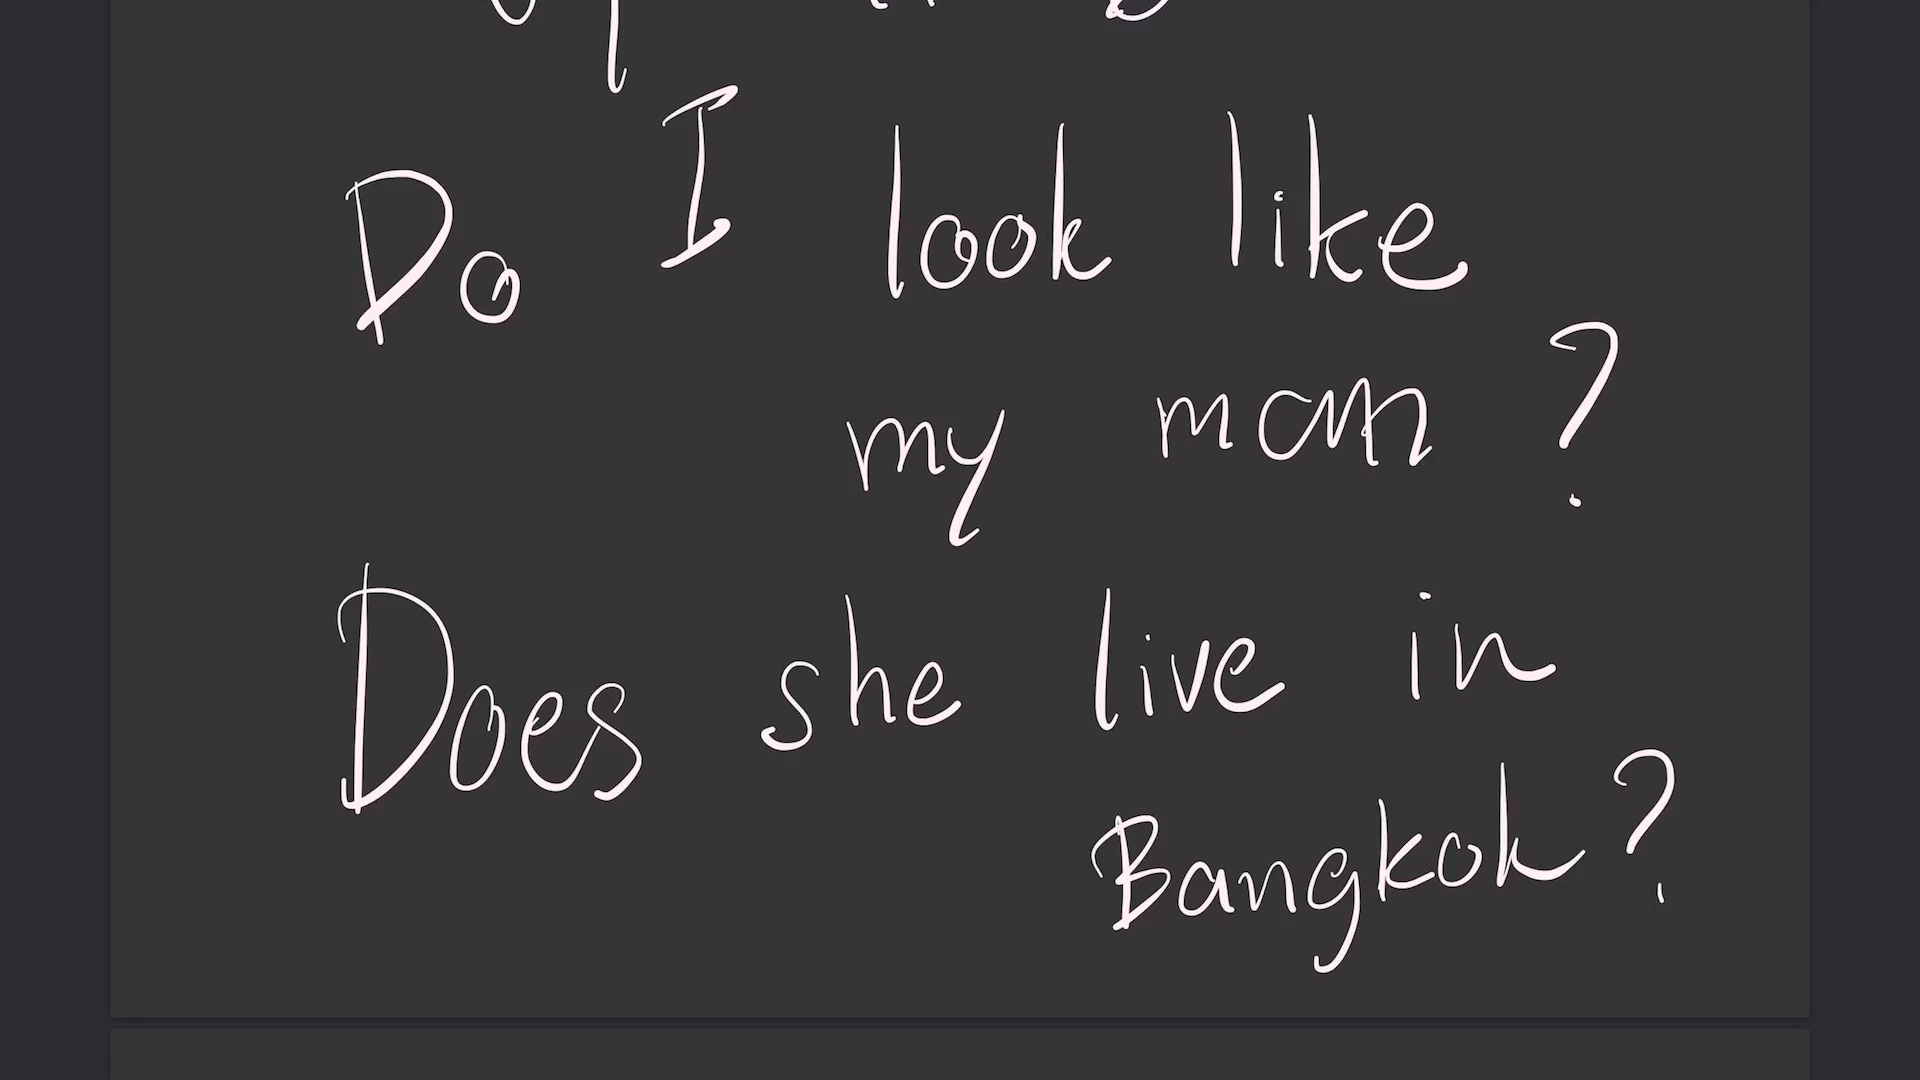 Do I look like
my mom?
Does she live in
Bangkok?